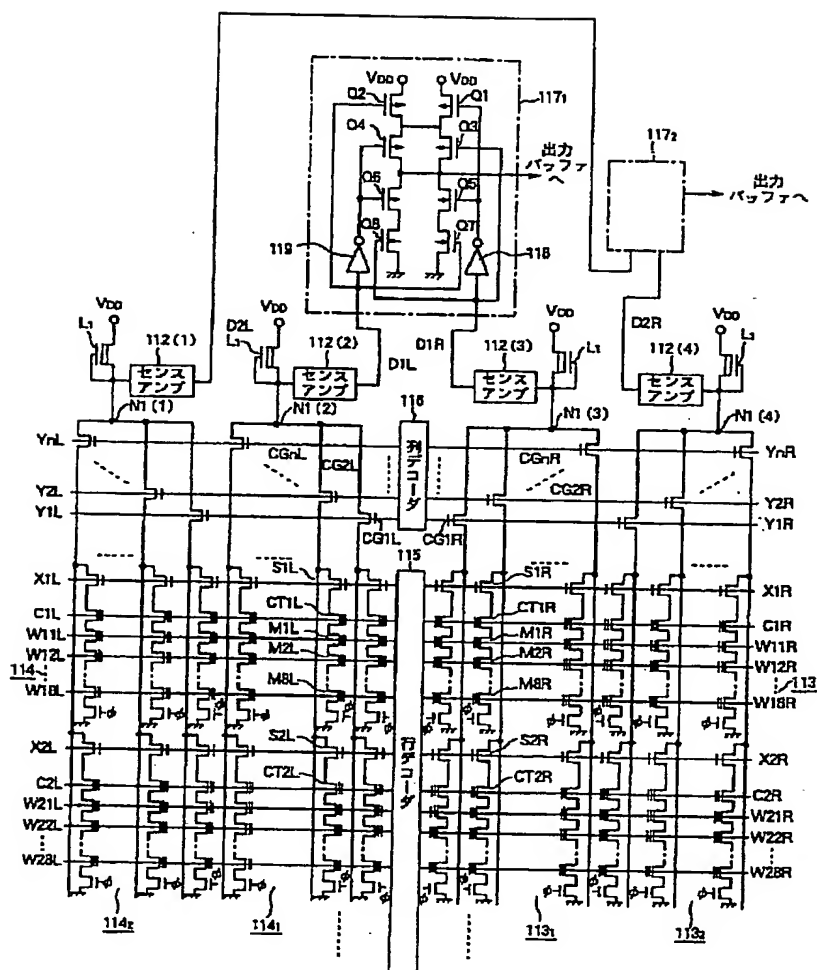 VDD VDD
Q2 Q1
117₁
Q4 Q3
出力
バッファ
へ
117₂
出力
バッファへ
Q6 Q5
Q8 Q7
119 118
VDD VDD VDD VDD
L₁ 112(1) D2L L₁ 112(2) D1L D1R 112(3) L₁ D2R 112(4) L₁
センス
アンプ
センス
アンプ
センス
アンプ
センス
アンプ
N1(1) N1(2) 116 N1(3) N1(4)
列デコーダ
YnL CGnL CG2L CGnR YnR
Y2L CG2R Y2R
Y1L CG1L CG1R Y1R
115
X1L S1L S1R X1R
C1L CT1L CT1R C1R
W11L M1L M1R W11R
W12L M2L M2R W12R
114 113
W18L M8L M8R W18R
φ φ φ φ φ φ φ φ
X2L S2L S2R X2R
行デコーダ
C2L CT2L CT2R C2R
W21L W21R
W22L W22R
W28L W28R
φ φ φ φ φ φ φ φ
114₂ 114₁ 113₁ 113₂